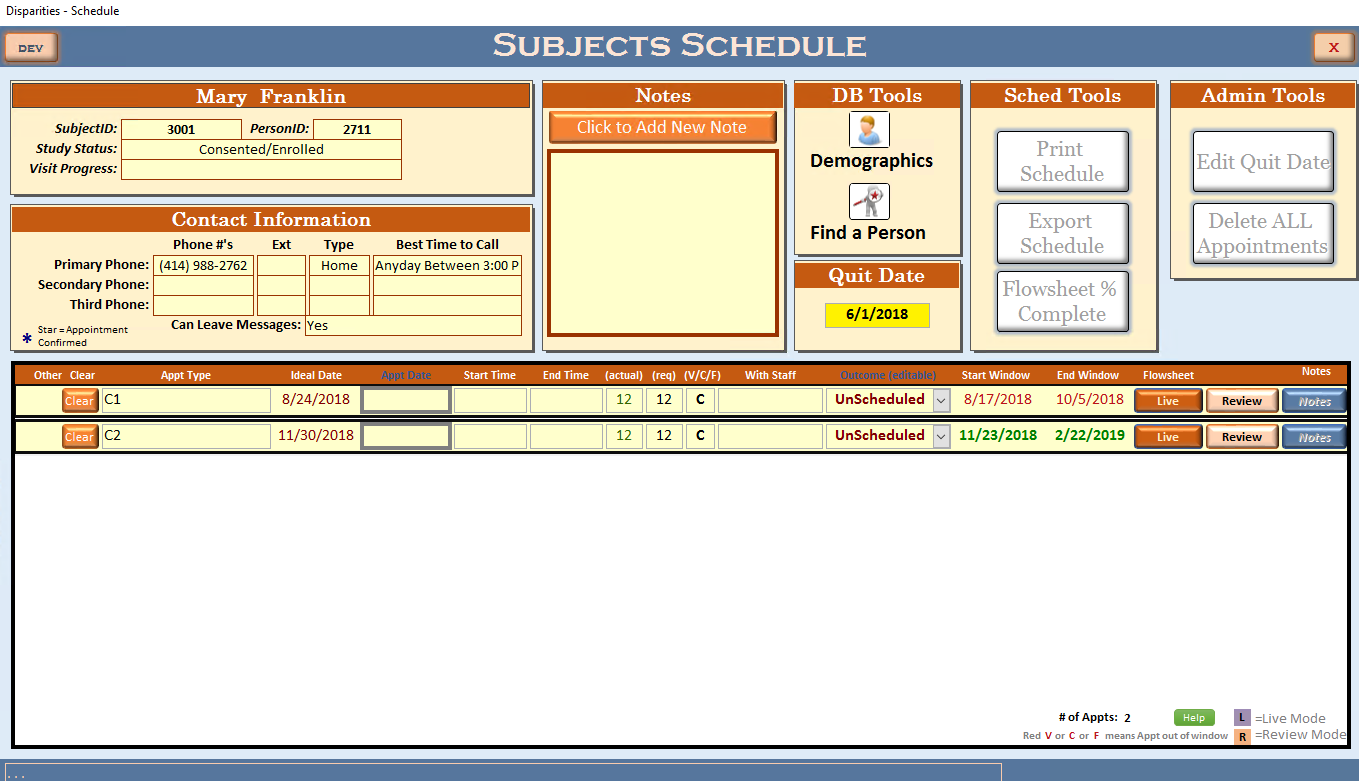 Disparities - Schedule
DEV
Subjects Schedule
X
Mary Franklin
SubjectID: 3001 PersonID: 2711
Study Status: Consented/Enrolled
Visit Progress:
Contact Information
Phone #'s Ext Type Best Time to Call
Primary Phone: (414) 988-2762 Home Anyday Between 3:00 P
Secondary Phone:
Third Phone:
Can Leave Messages: Yes
* Star = Appointment
Confirmed
Notes
Click to Add New Note
DB Tools
Demographics
Find a Person
Quit Date
6/1/2018
Sched Tools
Print
Schedule
Export
Schedule
Flowsheet %
Complete
Admin Tools
Edit Quit Date
Delete ALL
Appointments
Other Clear Appt Type Ideal Date Appt Date Start Time End Time (actual) (req) (V/C/F) With Staff Outcome (editable) Start Window End Window Flowsheet Notes
Clear C1 8/24/2018 12 12 C UnScheduled 8/17/2018 10/5/2018 Live Review Notes
Clear C2 11/30/2018 12 12 C UnScheduled 11/23/2018 2/22/2019 Live Review Notes
# of Appts: 2 Help L =Live Mode
Red V or C or F means Appt out of window R =Review Mode
...